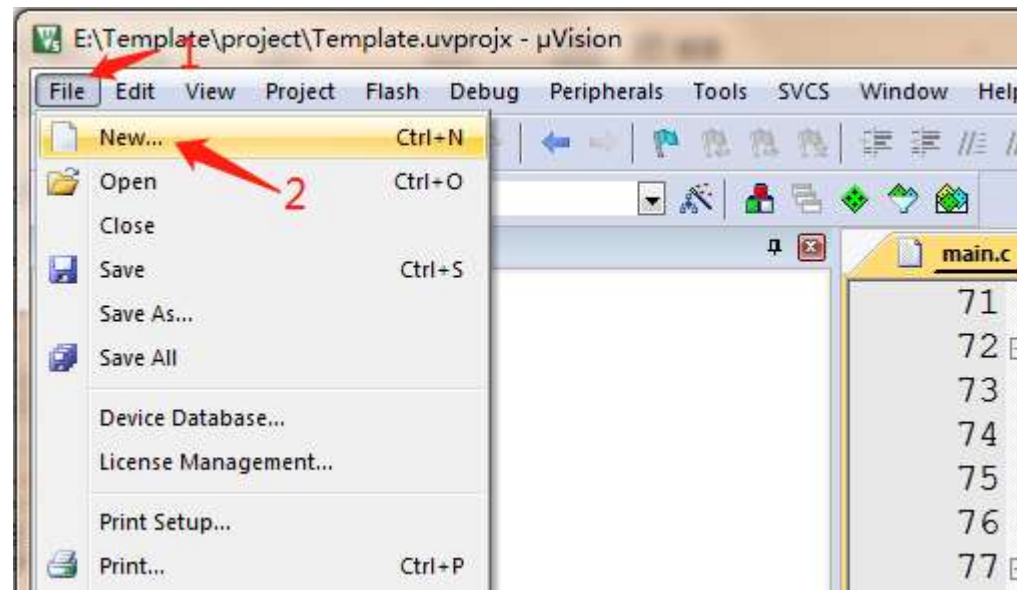 E:\Template\project\Template.uvprojx - µVision
1
File Edit View Project Flash Debug Peripherals Tools SVCS Window Help
New... Ctrl+N
2
Open Ctrl+O
Close
Save Ctrl+S
Save As...
Save All
Device Database...
License Management...
Print Setup...
Print... Ctrl+P
main.c
71
72
73
74
75
76
77